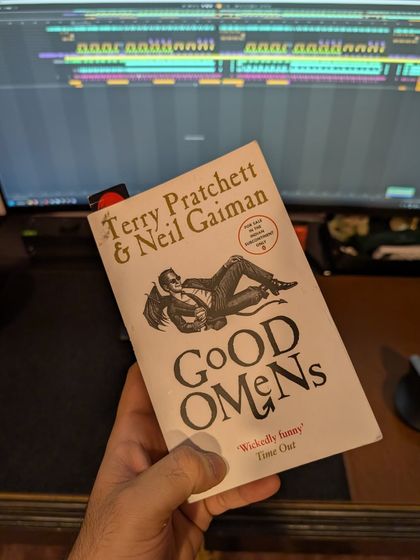 Terry Pratchett
& Neil Gaiman
FOR SALE
IN THE
INDIAN
SUBCONTINENT
ONLY
GOOD
OMENS
'Wickedly funny'
Time Out